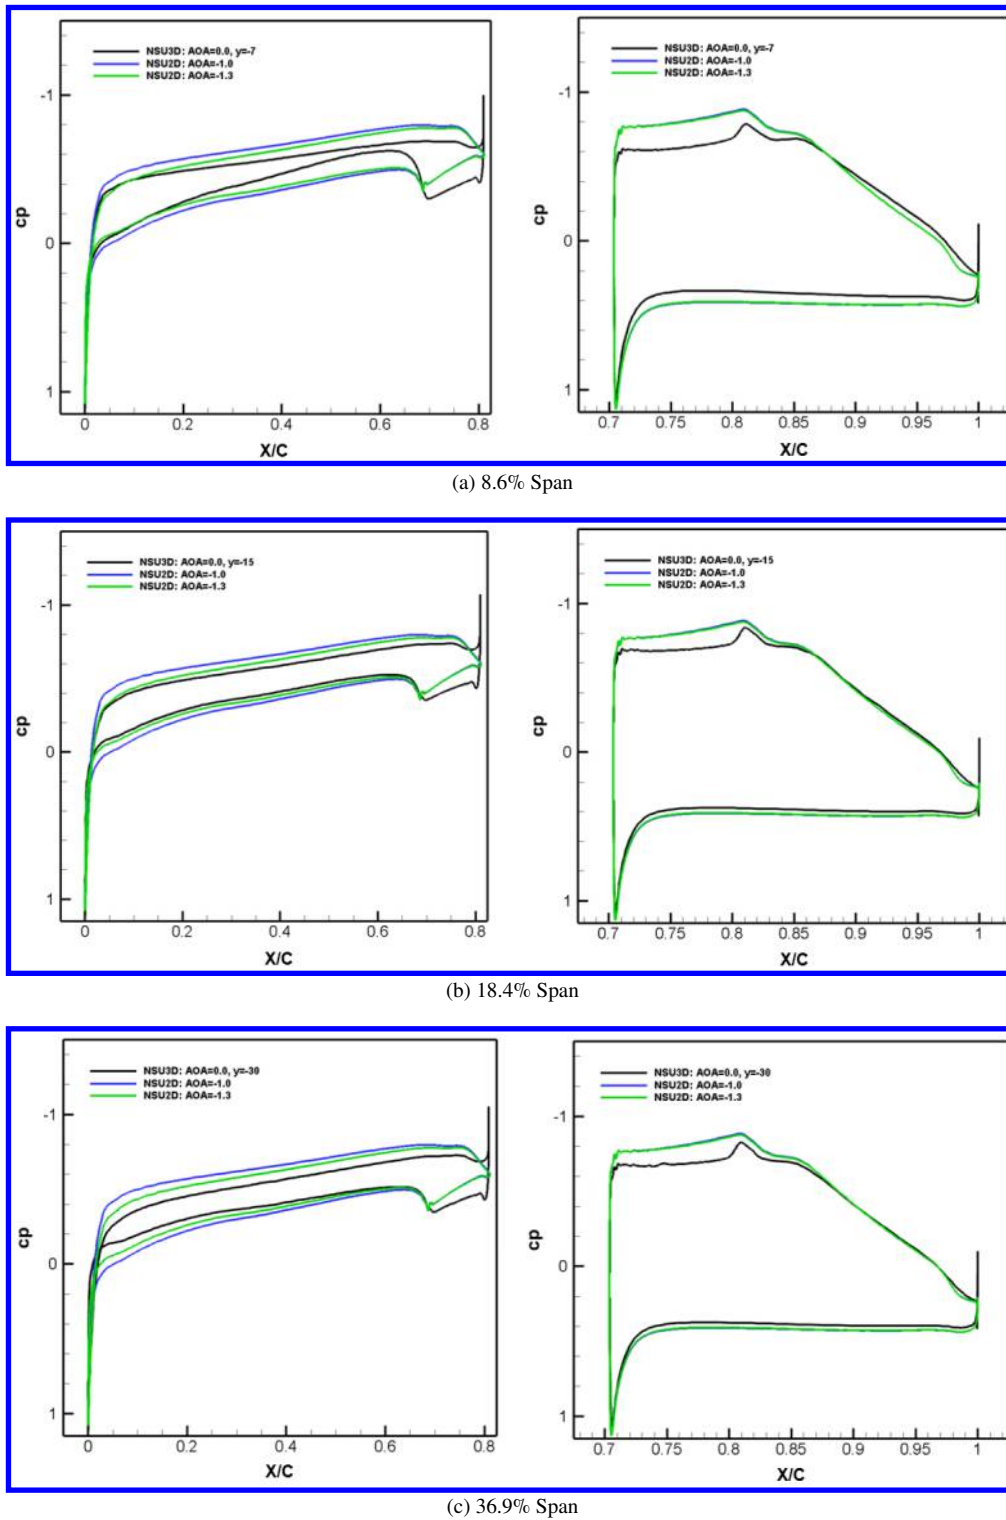 NSU3D: AOA=0.0, y=-7
NSU2D: AOA=-1.0
NSU2D: AOA=-1.3
-1
0
1
cp
0
0.2
0.4
0.6
0.8
X/C
NSU3D: AOA=0.0, y=-7
NSU2D: AOA=-1.0
NSU2D: AOA=-1.3
-1
0
1
cp
0.7
0.75
0.8
0.85
0.9
0.95
1
X/C
(a) 8.6% Span
NSU3D: AOA=0.0, y=-15
NSU2D: AOA=-1.0
NSU2D: AOA=-1.3
-1
0
1
cp
0
0.2
0.4
0.6
0.8
X/C
NSU3D: AOA=0.0, y=-15
NSU2D: AOA=-1.0
NSU2D: AOA=-1.3
-1
0
1
cp
0.7
0.75
0.8
0.85
0.9
0.95
1
X/C
(b) 18.4% Span
NSU3D: AOA=0.0, y=-30
NSU2D: AOA=-1.0
NSU2D: AOA=-1.3
-1
0
1
cp
0
0.2
0.4
0.6
0.8
X/C
NSU3D: AOA=0.0, y=-30
NSU2D: AOA=-1.0
NSU2D: AOA=-1.3
-1
0
1
cp
0.7
0.75
0.8
0.85
0.9
0.95
1
X/C
(c) 36.9% Span